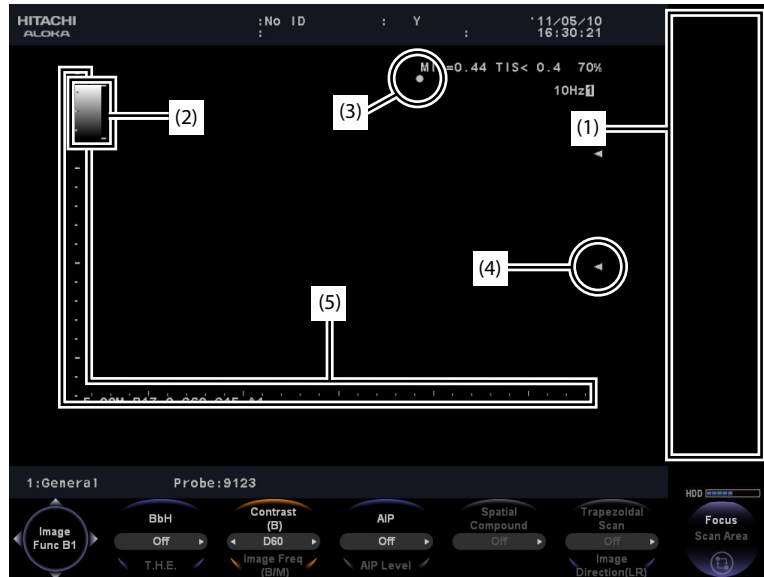 HITACHI :No ID : Y '11/05/10
ALOKA : : 16:30:21
MI =0.44 TIS< 0.4 70%
10Hz 1
(1)
(2)
(3)
(4)
(5)
1:General Probe:9123
HDD
Image
Func B1
BbH
Off
T.H.E.
Contrast
(B)
D60
Image Freq
(B/M)
AIP
Off
AIP Level
Spatial
Compound
Off
Trapezoidal
Scan
Off
Image
Direction(LR)
Focus
Scan Area